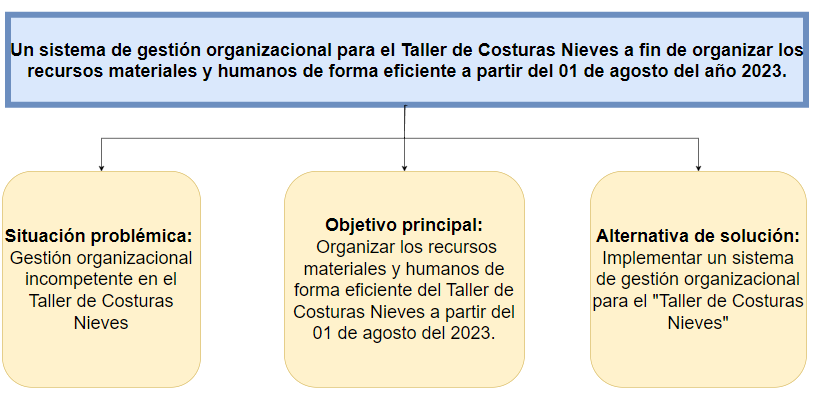 Un sistema de gestión organizacional para el Taller de Costuras Nieves a fin de organizar los
recursos materiales y humanos de forma eficiente a partir del 01 de agosto del año 2023.
Situación problémica:
Gestión organizacional
incompetente en el
Taller de Costuras
Nieves
Objetivo principal:
Organizar los recursos
materiales y humanos de
forma eficiente del Taller de
Costuras Nieves a partir del
01 de agosto del 2023.
Alternativa de solución:
Implementar un sistema
de gestión organizacional
para el "Taller de Costuras
Nieves"